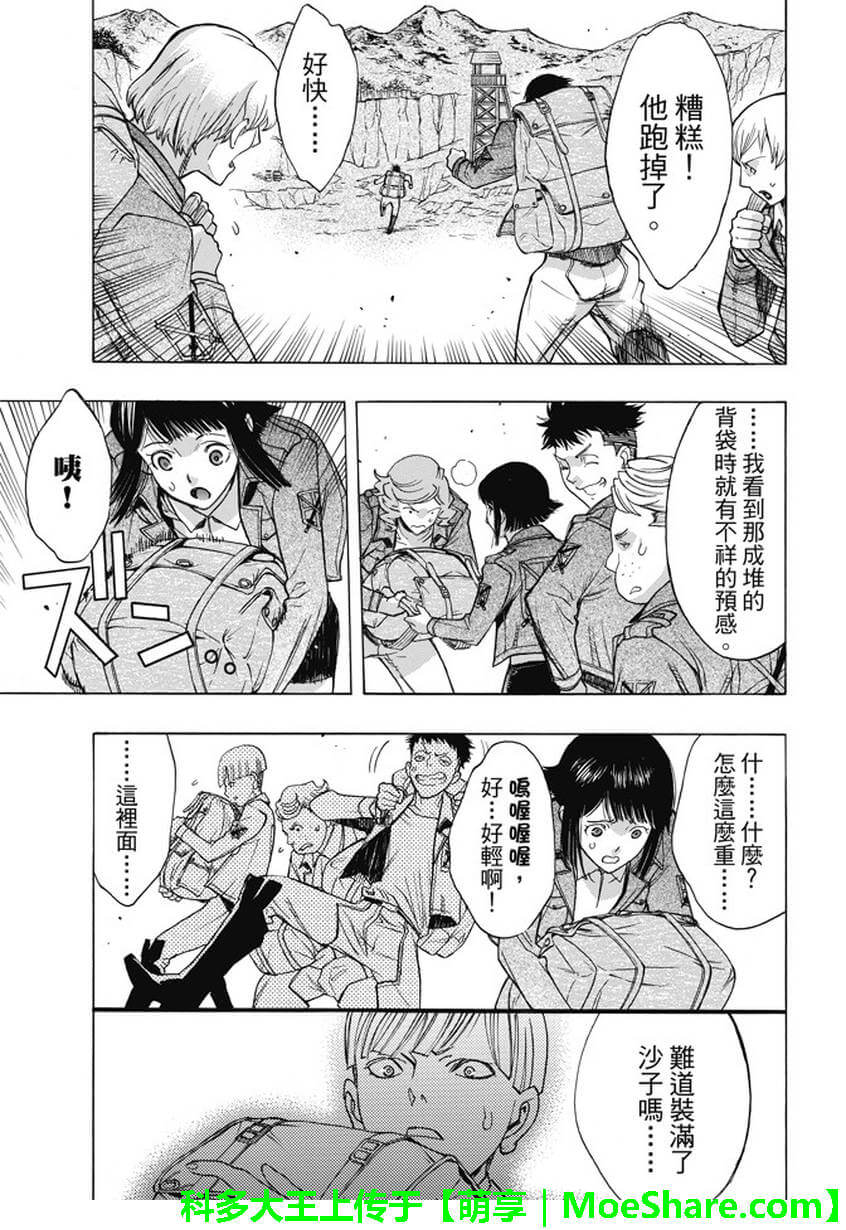 糟糕！
他跑掉了。
好快……
……我看到那成堆的
背袋時就有不祥的預感。
咦！
ズーン
什……什麼？
怎麼這麼重……
嗚喔喔喔，
好…好輕啊！
……這裡面……
難道裝滿了
沙子嗎……
科多大王上传于【萌享｜MoeShare.com】